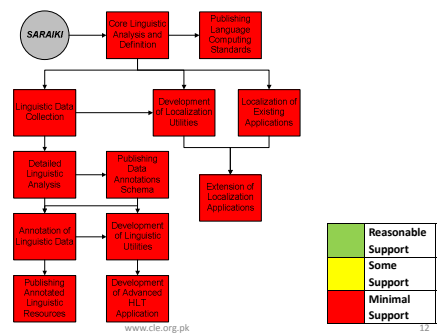 SARAIKI
Core Linguistic
Analysis and
Definition
Publishing
Language
Computing
Standards
Linguistic Data
Collection
Development
of Localization
Utilities
Localization of
Existing
Applications
Detailed
Linguistic
Analysis
Publishing
Data
Annotations
Schema
Extension of
Localization
Applications
Annotation of
Linguistic Data
Development
of Linguistic
Utilities
Publishing
Annotated
Linguistic
Resources
Development
of Advanced
HLT
Application
Reasonable
Support
Some
Support
Minimal
Support
www.cle.org.pk
12